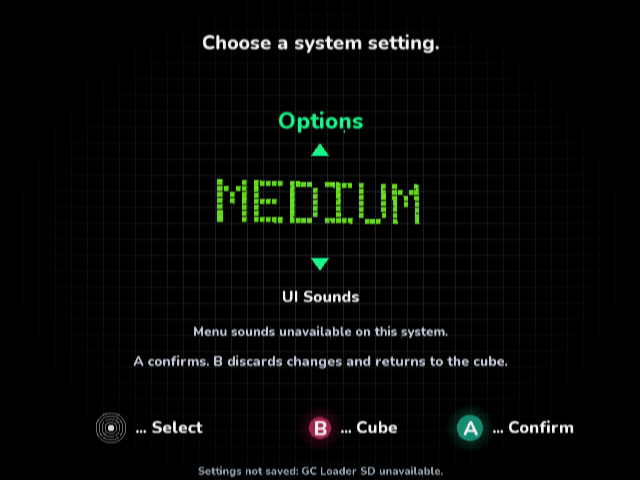 Choose a system setting.
Options
MEDIUM
UI Sounds
Menu sounds unavailable on this system.
A confirms. B discards changes and returns to the cube.
... Select B ... Cube A ... Confirm
Settings not saved: GC Loader SD unavailable.